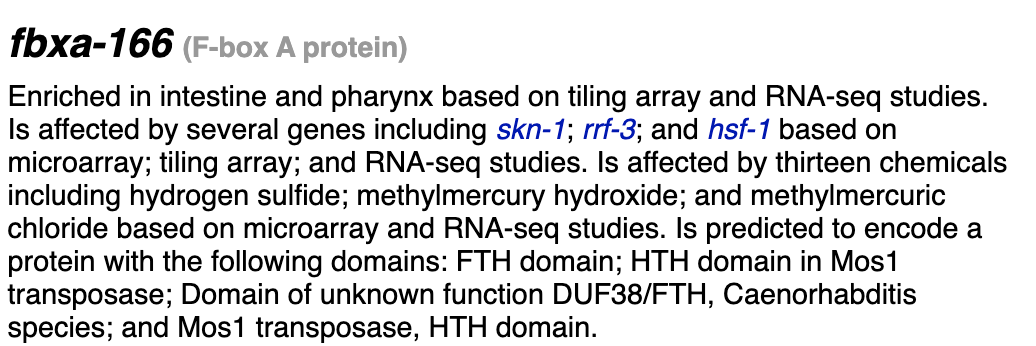 fbxa-166 (F-box A protein)
Enriched in intestine and pharynx based on tiling array and RNA-seq studies.
Is affected by several genes including skn-1; rrf-3; and hsf-1 based on
microarray; tiling array; and RNA-seq studies. Is affected by thirteen chemicals
including hydrogen sulfide; methylmercury hydroxide; and methylmercuric
chloride based on microarray and RNA-seq studies. Is predicted to encode a
protein with the following domains: FTH domain; HTH domain in Mos1
transposase; Domain of unknown function DUF38/FTH, Caenorhabditis
species; and Mos1 transposase, HTH domain.